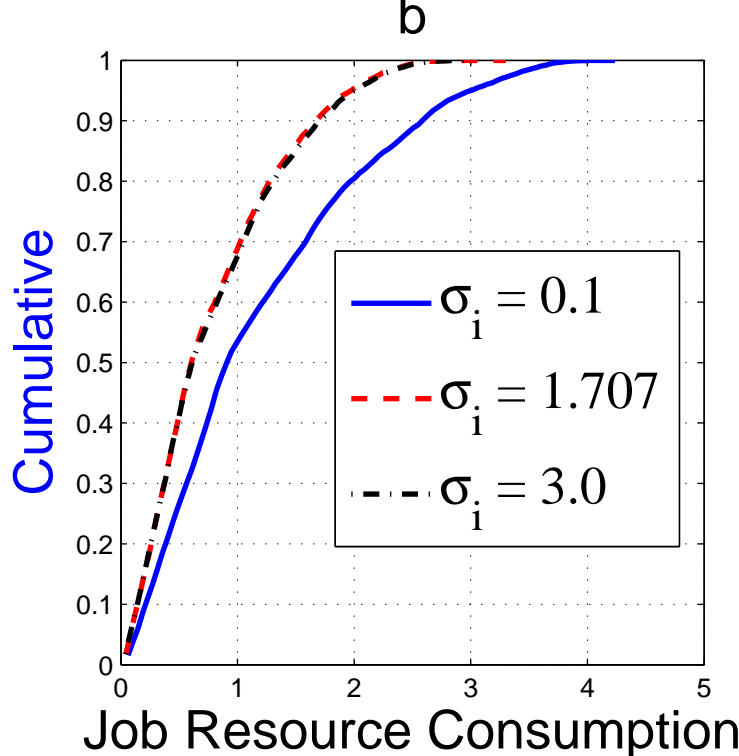 b
1
0.9
0.8
0.7
0.6
0.5
0.4
0.3
0.2
0.1
0
Cumulative
σi = 0.1
σi = 1.707
σi = 3.0
0 1 2 3 4 5
Job Resource Consumption